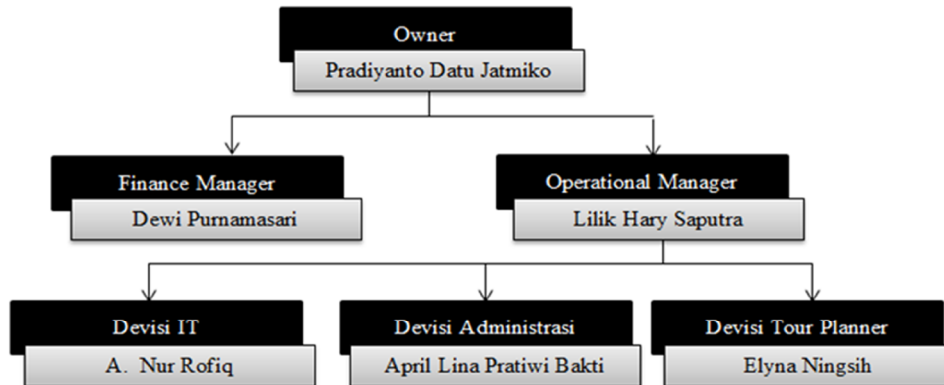 Owner
Pradiyanto Datu Jatmiko
Finance Manager
Dewi Purnamasari
Operational Manager
Lilik Hary Saputra
Devisi IT
A. Nur Rofiq
Devisi Administrasi
April Lina Pratiwi Bakti
Devisi Tour Planner
Elyna Ningsih